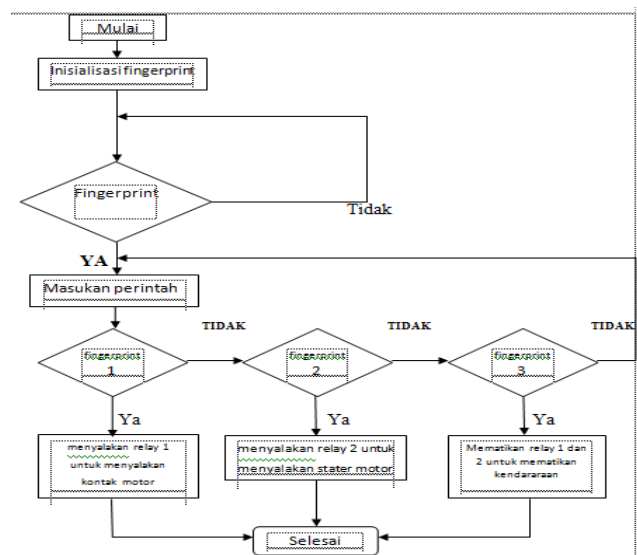 Mulai
Inisialisasi fingerprint
Fingerprint
Tidak
YA
Masukan perintah
TIDAK
TIDAK
TIDAK
fingerprint
1
fingerprint
2
fingerprint
3
Ya
Ya
Ya
menyalakan relay 1
untuk menyalakan
kontak motor
menyalakan relay 2 untuk
menyalakan stater motor
Mematikan relay 1 dan
2 untuk mematikan
kendararaan
Selesai